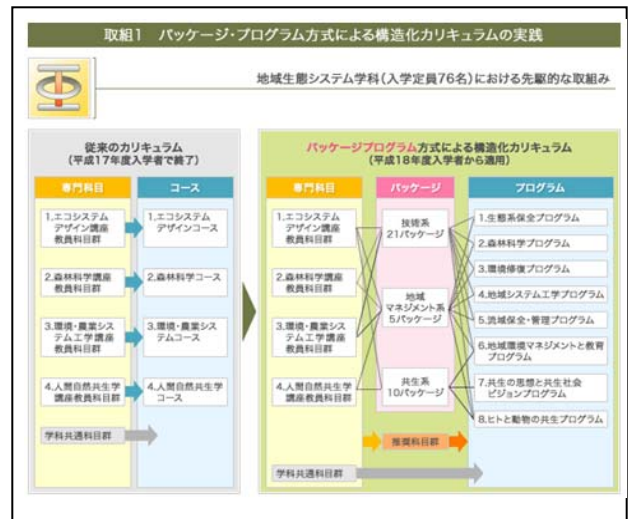 取組1　パッケージ・プログラム方式による構造化カリキュラムの実践
地域生態システム学科(入学定員76名)における先駆的な取組み
従来のカリキュラム
(平成17年度入学者で終了)
専門科目
コース
1.エコシステム
デザイン講座
教員科目群
1.エコシステム
デザインコース
2.森林科学講座
教員科目群
2.森林科学コース
3.環境・農業シス
テム工学講座
教員科目群
3.環境・農業シス
テムコース
4.人間自然共生学
講座教員科目群
4.人間自然共生学
コース
学科共通科目群
パッケージプログラム方式による構造化カリキュラム
(平成18年度入学者から適用)
専門科目
パッケージ
プログラム
1.エコシステム
デザイン講座
教員科目群
2.森林科学講座
教員科目群
3.環境・農業シス
テム工学講座
教員科目群
4.人間自然共生学
講座教員科目群
技術系
21パッケージ
地域
マネジメント系
5パッケージ
共生系
10パッケージ
1.生態系保全プログラム
2.森林科学プログラム
3.環境修復プログラム
4.地域システム工学プログラム
5.流域保全・管理プログラム
6.地域環境マネジメントと教育
プログラム
7.共生の思想と共生社会
ビジョンプログラム
8.ヒトと動物の共生プログラム
推奨科目群
学科共通科目群